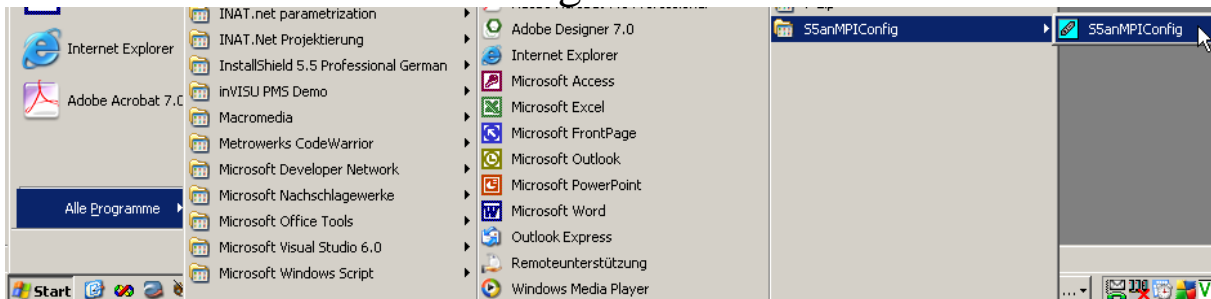 Internet Explorer
Adobe Acrobat 7.0
Alle Programme
Start
INAT.net parametrization
INAT.Net Projektierung
InstallShield 5.5 Professional German
inVISU PMS Demo
Macromedia
Metrowerks CodeWarrior
Microsoft Developer Network
Microsoft Nachschlagewerke
Microsoft Office Tools
Microsoft Visual Studio 6.0
Microsoft Windows Script
Adobe Designer 7.0
Internet Explorer
Microsoft Access
Microsoft Excel
Microsoft FrontPage
Microsoft Outlook
Microsoft PowerPoint
Microsoft Word
Outlook Express
Remoteunterstützung
Windows Media Player
S5anMPIConfig
S5anMPIConfig
...